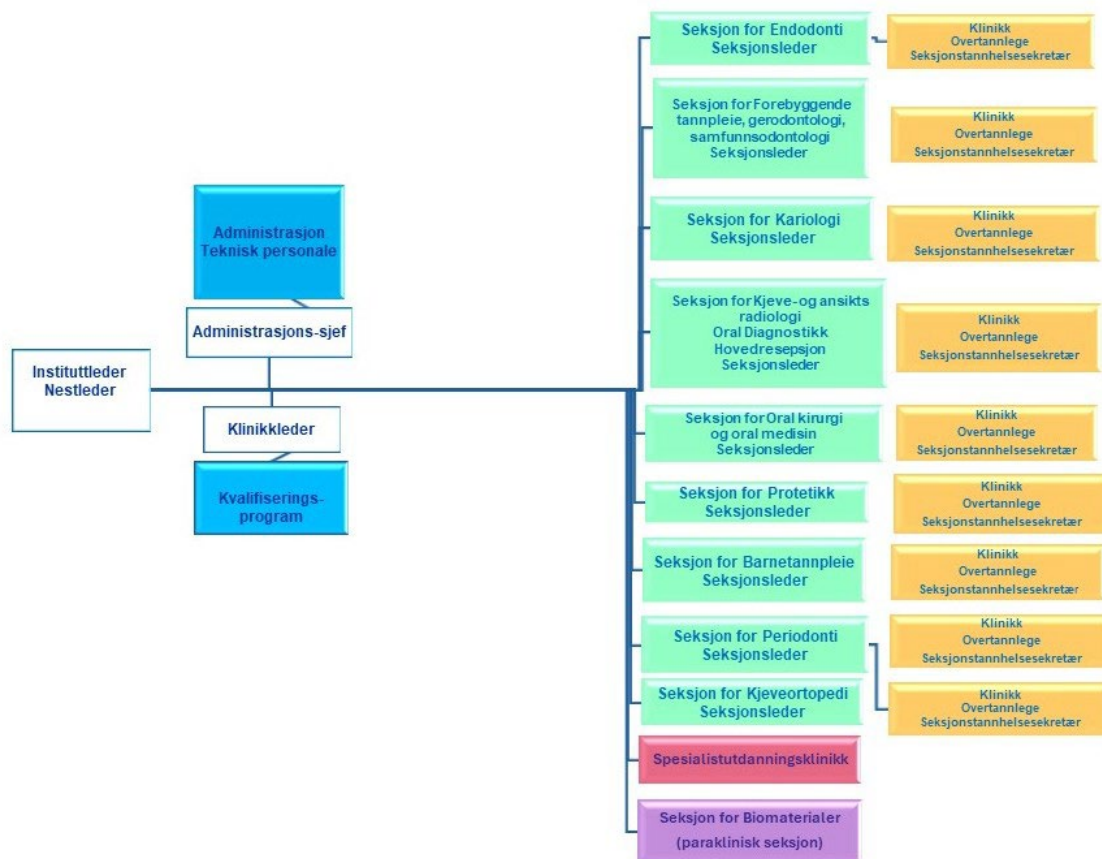 Instituttleder
Nestleder
Administrasjon
Teknisk personale
Administrasjons-sjef
Klinikkleder
Kvalifiserings-
program
Seksjon for Endodonti
Seksjonsleder
Klinikk
Overtannlege
Seksjonstannhelsesekretær
Seksjon for Forebyggende
tannpleie, gerodontologi,
samfunnsodontologi
Seksjonsleder
Klinikk
Overtannlege
Seksjonstannhelsesekretær
Seksjon for Kariologi
Seksjonsleder
Klinikk
Overtannlege
Seksjonstannhelsesekretær
Seksjon for Kjeve-og ansikts
radiologi
Oral Diagnostikk
Hovedresepsjon
Seksjonsleder
Klinikk
Overtannlege
Seksjonstannhelsesekretær
Seksjon for Oral kirurgi
og oral medisin
Seksjonsleder
Klinikk
Overtannlege
Seksjonstannhelsesekretær
Seksjon for Protetikk
Seksjonsleder
Klinikk
Overtannlege
Seksjonstannhelsesekretær
Seksjon for Barnetannpleie
Seksjonsleder
Klinikk
Overtannlege
Seksjonstannhelsesekretær
Seksjon for Periodonti
Seksjonsleder
Klinikk
Overtannlege
Seksjonstannhelsesekretær
Seksjon for Kjeveortopedi
Seksjonsleder
Klinikk
Overtannlege
Seksjonstannhelsesekretær
Spesialistutdanningsklinikk
Seksjon for Biomaterialer
(paraklinisk seksjon)